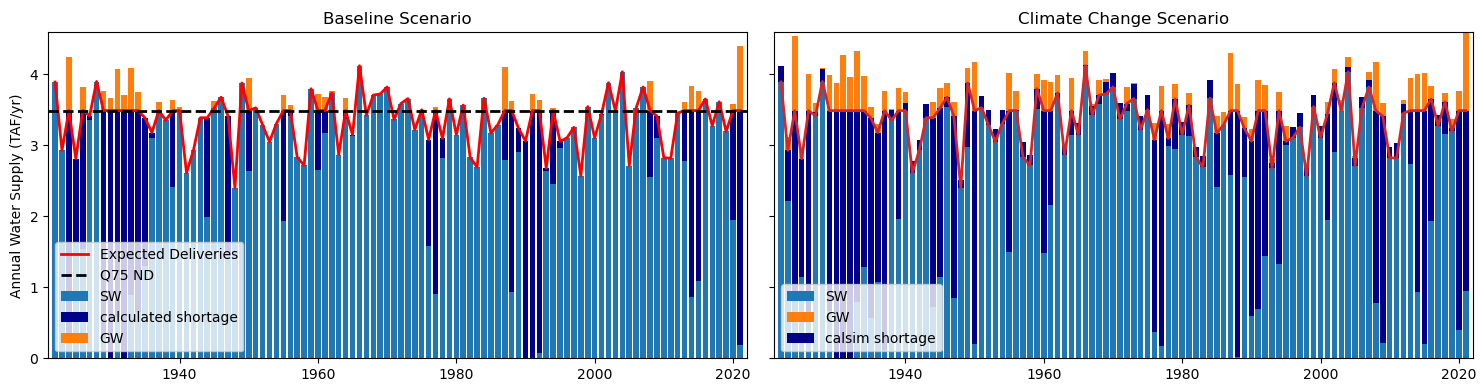 Baseline Scenario
Climate Change Scenario
Annual Water Supply (TAF/yr)
4
3
2
1
0
Expected Deliveries
Q75 ND
SW
calculated shortage
GW
SW
GW
calsim shortage
1940
1960
1980
2000
2020
1940
1960
1980
2000
2020